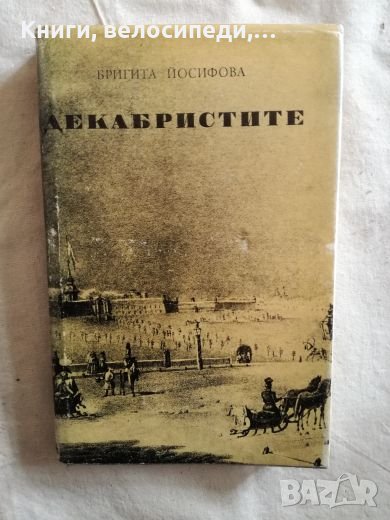 Книги, велосипеди,...
БРИГИТА ЙОСИФОВА
ДЕКАБРИСТИТЕ
BAZAR